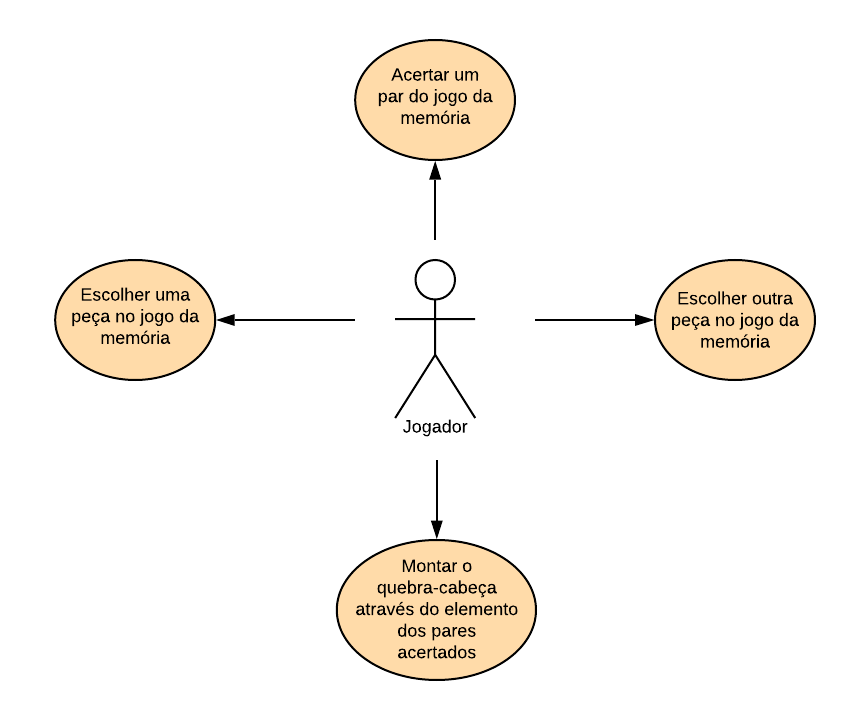 Acertar um
par do jogo da
memória
Escolher uma
peça no jogo da
memória
Escolher outra
peça no jogo da
memória
Jogador
Montar o
quebra-cabeça
através do elemento
dos pares
acertados